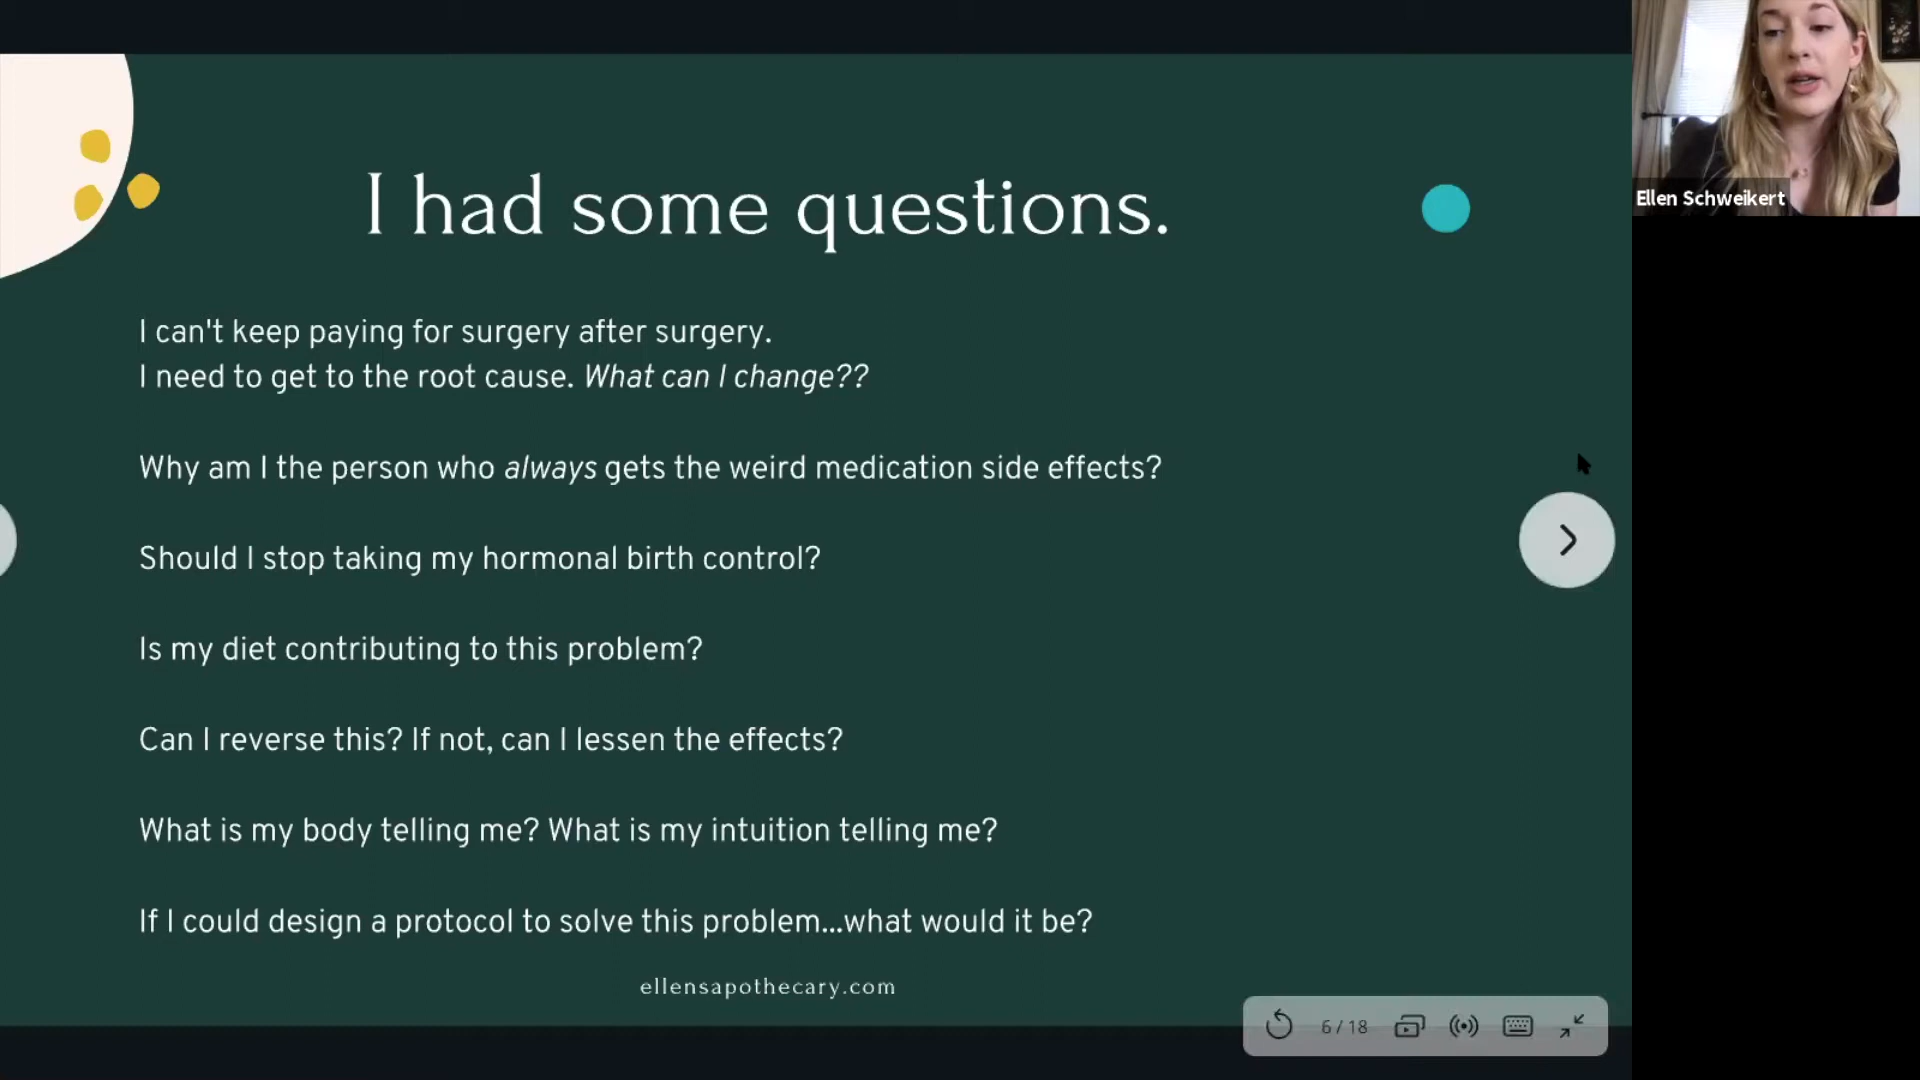 I had some questions.
Ellen Schweikert
I can't keep paying for surgery after surgery.
I need to get to the root cause. What can I change??
Why am I the person who always gets the weird medication side effects?
Should I stop taking my hormonal birth control?
Is my diet contributing to this problem?
Can I reverse this? If not, can I lessen the effects?
What is my body telling me? What is my intuition telling me?
If I could design a protocol to solve this problem...what would it be?
ellensapothecary.com
6 / 18